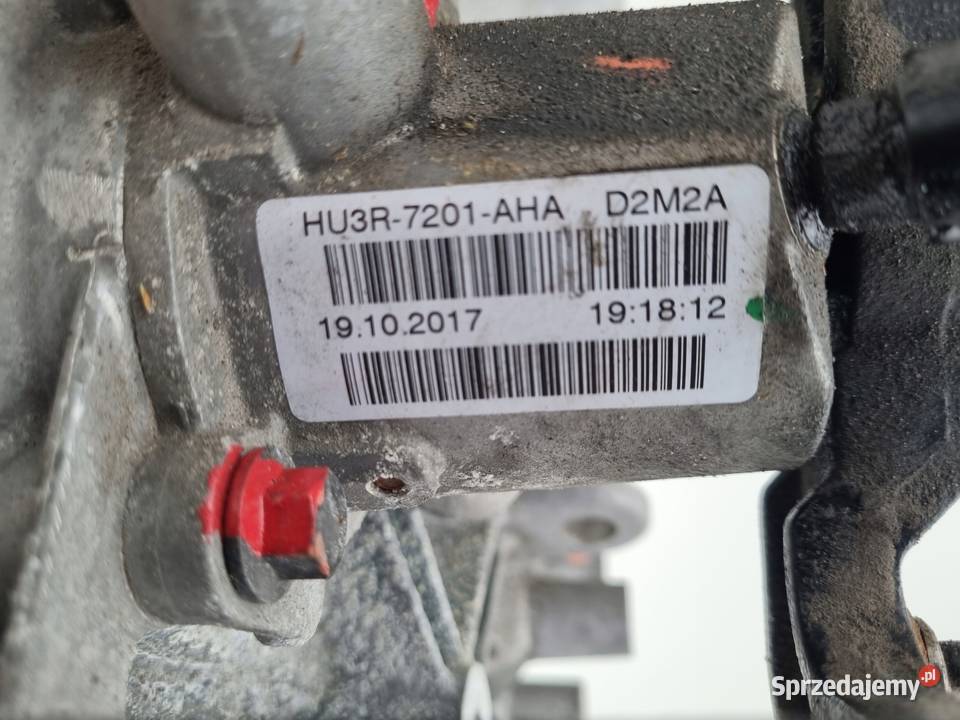 HU3R-7201-AHA D2M2A
19.10.2017 19:18:12
Sprzedajemy.pl